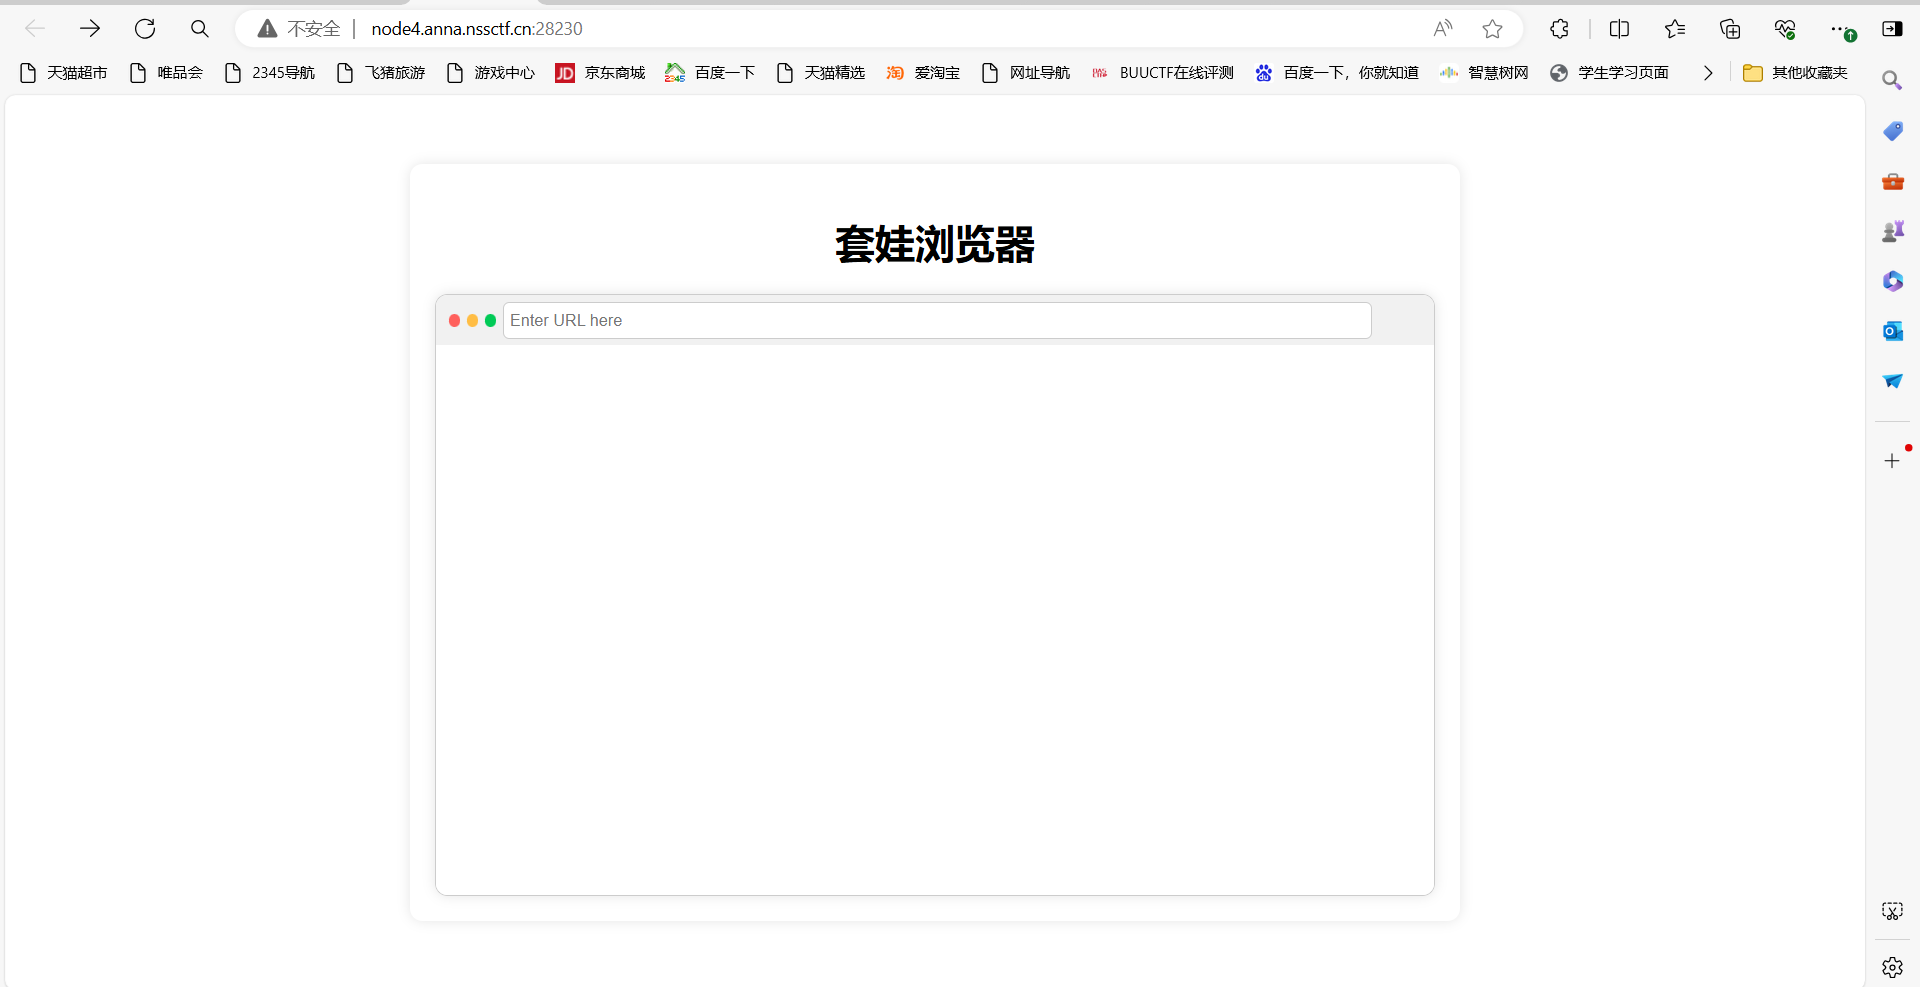 不安全 node4.anna.nssctf.cn:28230
天猫超市 唯品会 2345导航 飞猪旅游 游戏中心 JD 京东商城 2345 百度一下 天猫精选 淘 爱淘宝 网址导航 BUUCTF在线评测 du 百度一下，你就知道 智慧树网 学生学习页面 其他收藏夹
套娃浏览器
Enter URL here